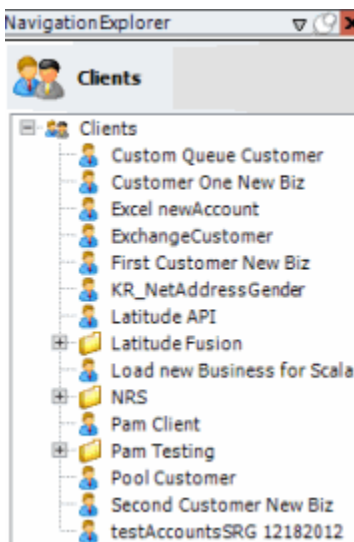 NavigationExplorer
Clients
Clients
Custom Queue Customer
Customer One New Biz
Excel newAccount
ExchangeCustomer
First Customer New Biz
KR_NetAddressGender
Latitude API
Latitude Fusion
Load new Business for Scala
NRS
Pam Client
Pam Testing
Pool Customer
Second Customer New Biz
testAccountsSRG 12182012